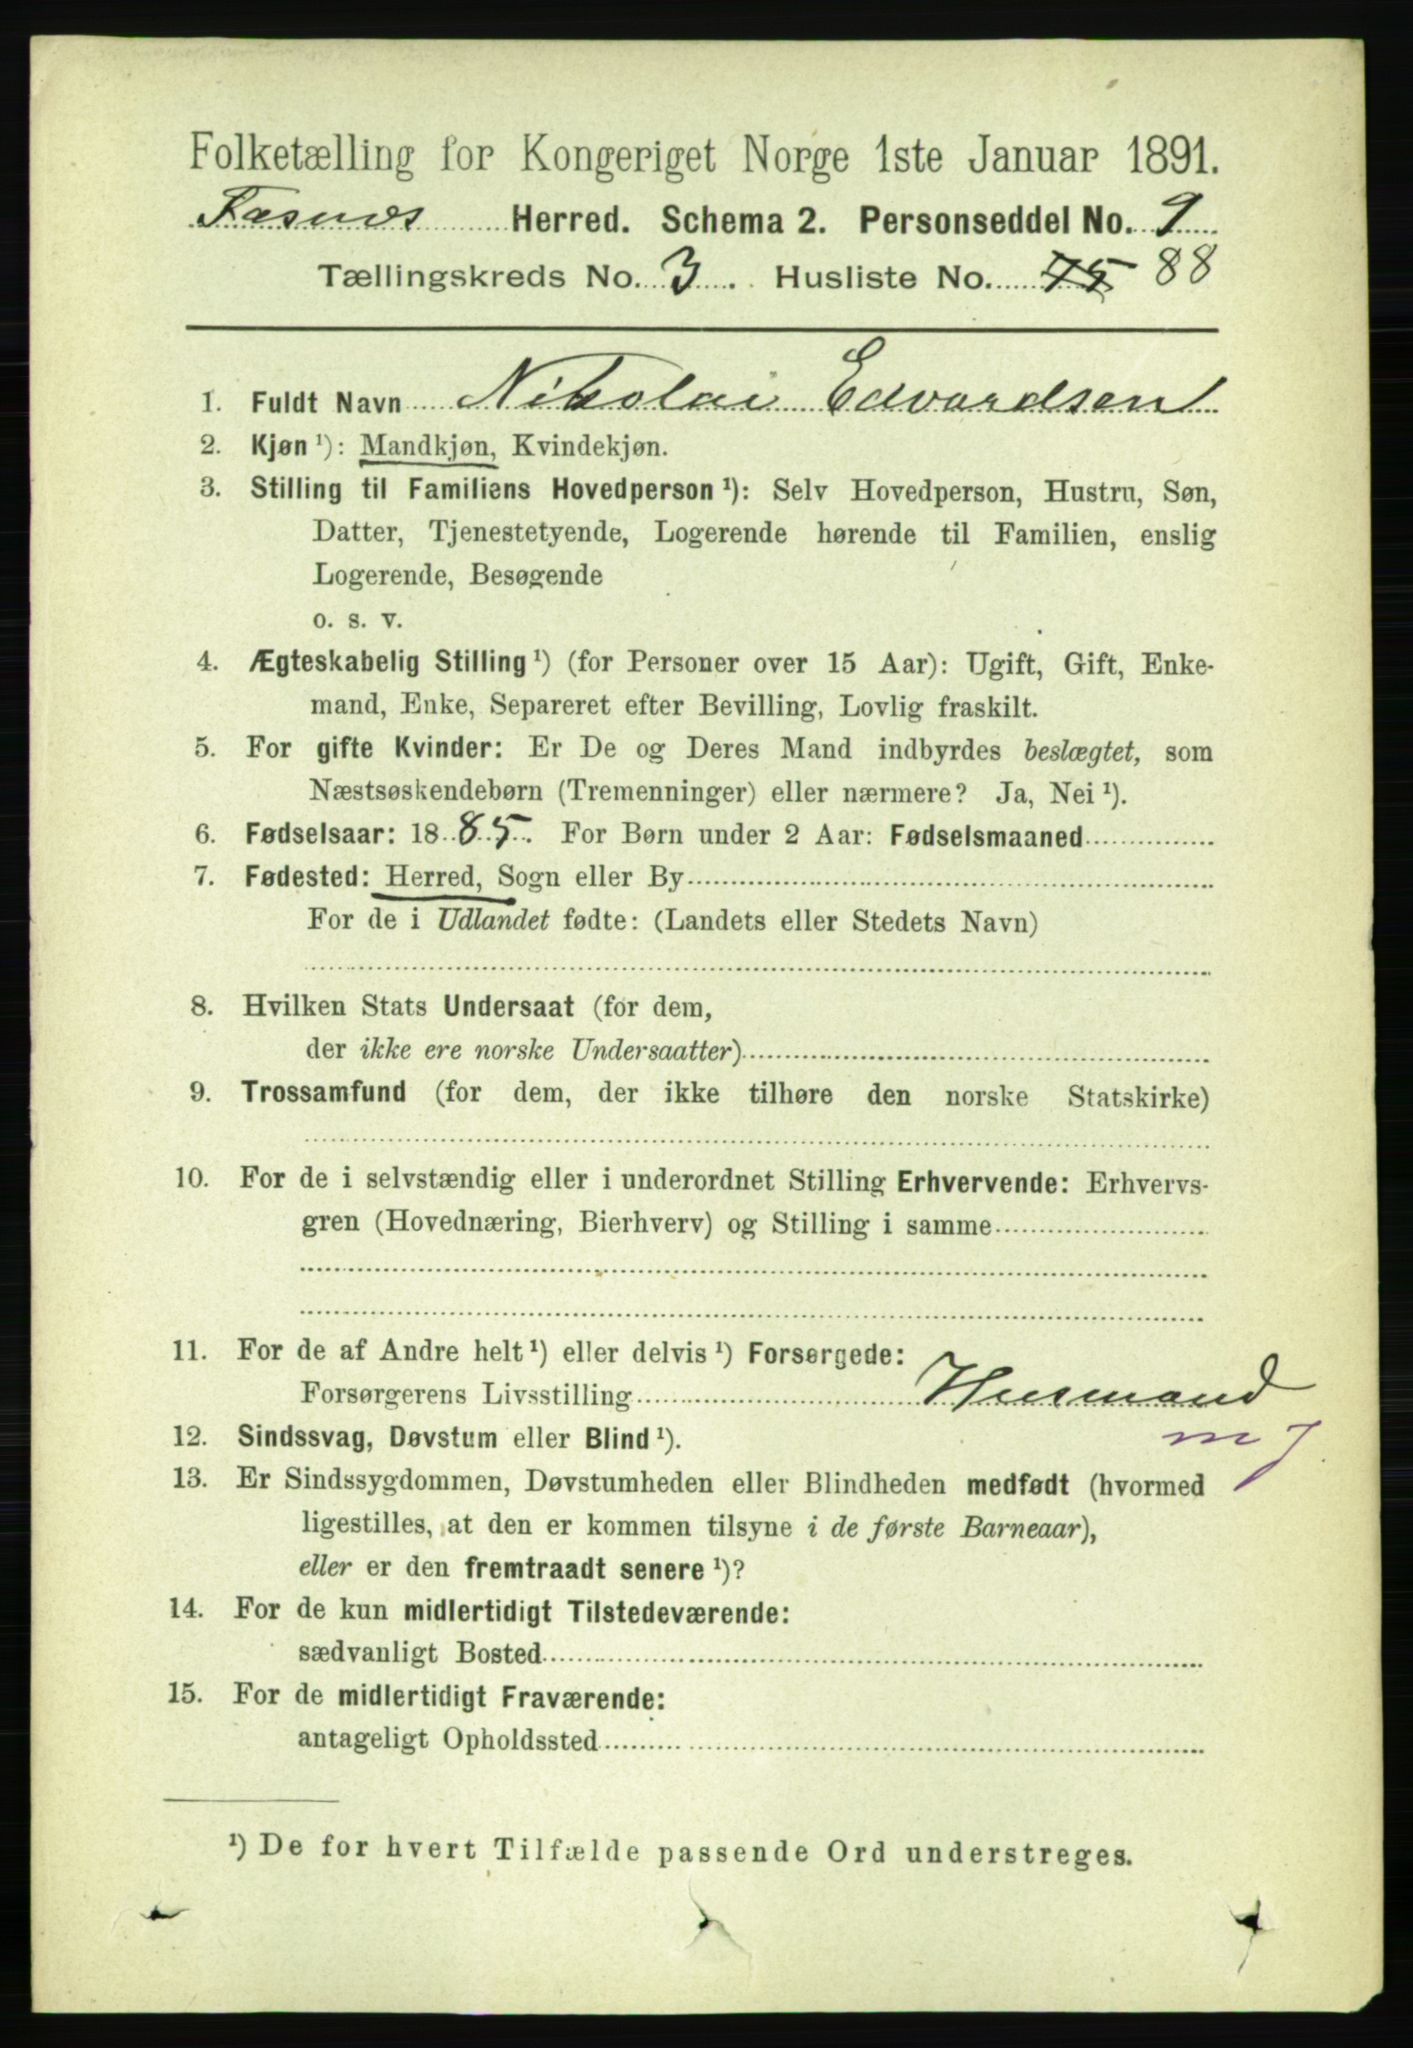 Folketælling for Kongeriget Norge 1ste Januar 1891.
Fosnæs Herred. Schema 2. Personseddel No. 9
Tællingskreds No. 3. Husliste No. 75 88
1. Fuldt Navn Nikolai Edvardsen
2. Kjøn ¹): Mandkjøn, Kvindekjøn.
3. Stilling til Familiens Hovedperson ¹): Selv Hovedperson, Hustru, Søn,
Datter, Tjenestetyende, Logerende hørende til Familien, enslig
Logerende, Besøgende
o. s. v.
4. Ægteskabelig Stilling ¹) (for Personer over 15 Aar): Ugift, Gift, Enke-
mand, Enke, Separeret efter Bevilling, Lovlig fraskilt.
5. For gifte Kvinder: Er De og Deres Mand indbyrdes beslægtet, som
Næstsøskendebørn (Tremenninger) eller nærmere? Ja, Nei ¹).
6. Fødselsaar: 1885. For Børn under 2 Aar: Fødselsmaaned
7. Fødested: Herred, Sogn eller By
For de i Udlandet fødte: (Landets eller Stedets Navn)
8. Hvilken Stats Undersaat (for dem,
der ikke ere norske Undersaatter)
9. Trossamfund (for dem, der ikke tilhøre den norske Statskirke)
10. For de i selvstændig eller i underordnet Stilling Erhvervende: Erhvervs-
gren (Hovednæring, Bierhverv) og Stilling i samme
11. For de af Andre helt ¹) eller delvis ¹) Forsørgede:
Forsørgerens Livsstilling Husmand
12. Sindssvag, Døvstum eller Blind ¹). m J
13. Er Sindssygdommen, Døvstumheden eller Blindheden medfødt (hvormed
ligestilles, at den er kommen tilsyne i de første Barneaar),
eller er den fremtraadt senere ¹)?
14. For de kun midlertidigt Tilstedeværende:
sædvanligt Bosted
15. For de midlertidigt Fraværende:
antageligt Opholdssted
¹) De for hvert Tilfælde passende Ord understreges.